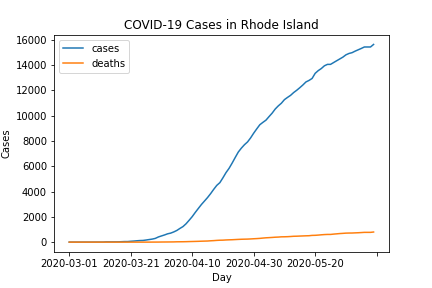 COVID-19 Cases in Rhode Island
16000
14000
12000
10000
8000
6000
4000
2000
0
Cases
cases
deaths
2020-03-01 2020-03-21 2020-04-10 2020-04-30 2020-05-20
Day